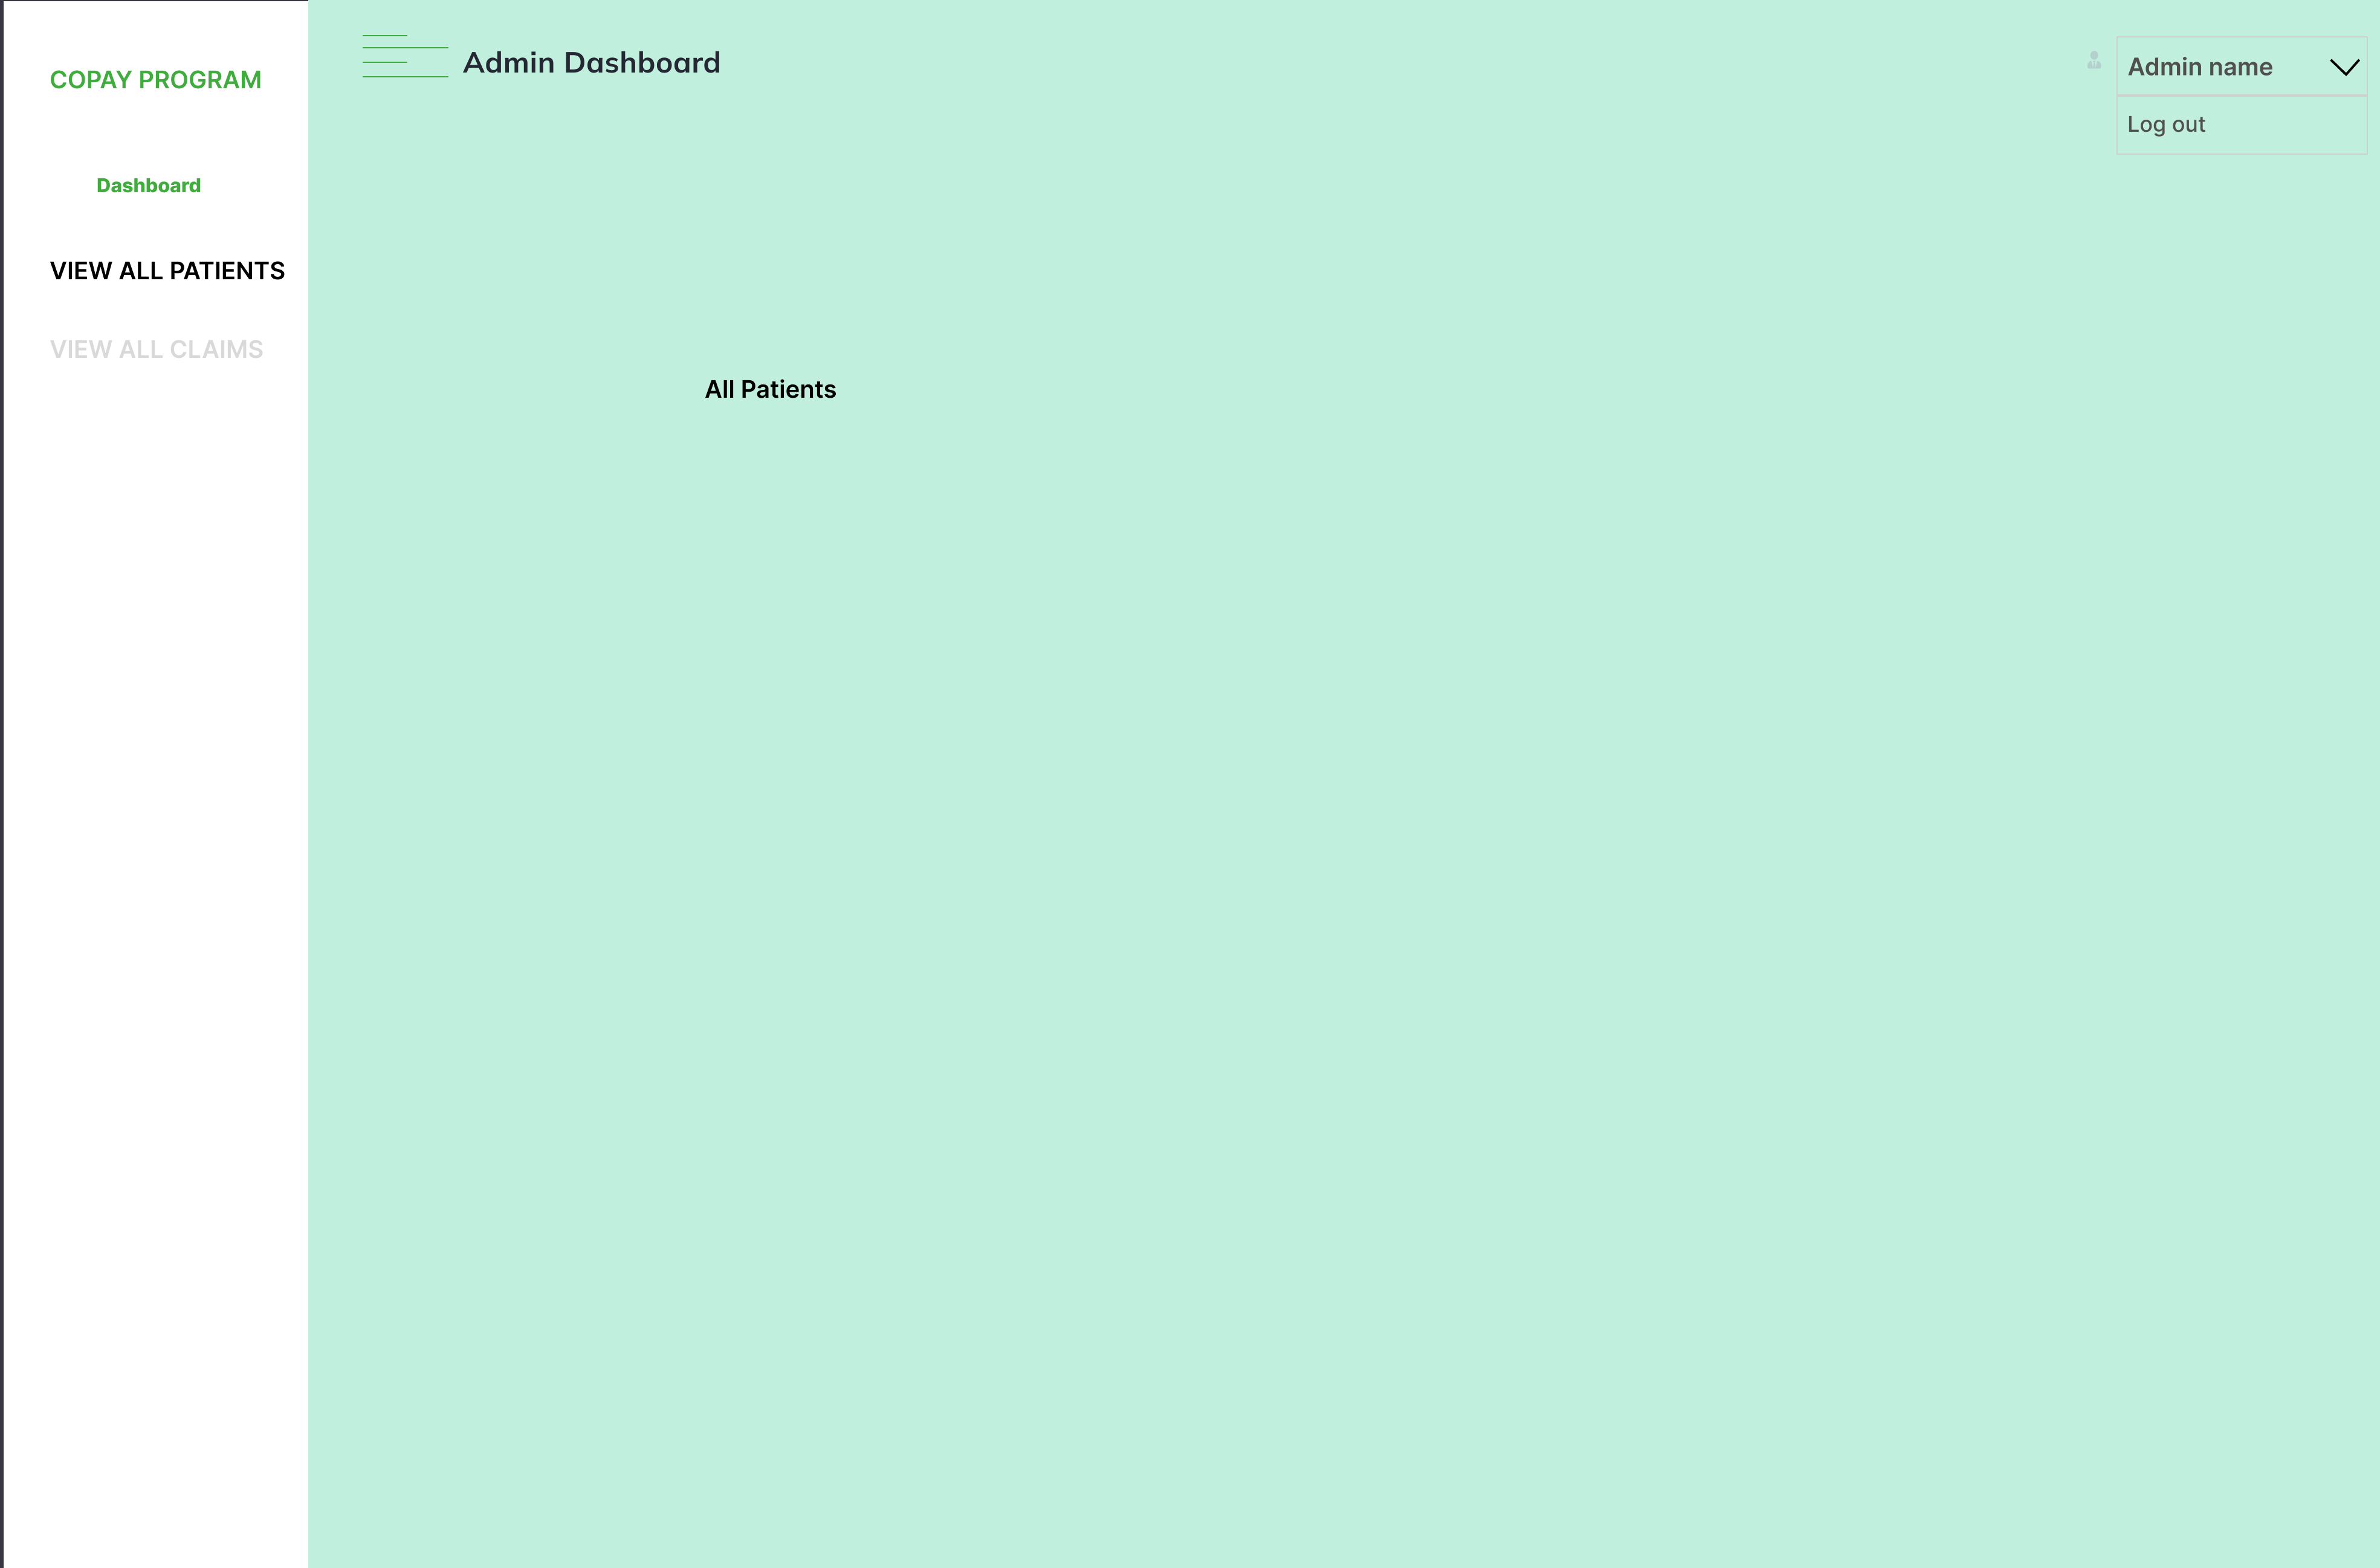 COPAY PROGRAM
Dashboard
VIEW ALL PATIENTS
VIEW ALL CLAIMS
Admin Dashboard
Admin name
Log out
All Patients